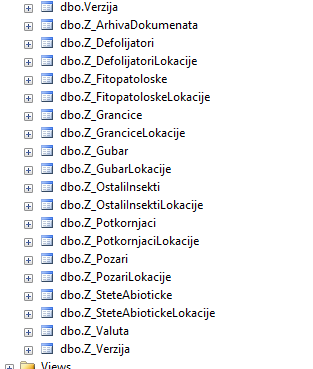 dbo.Verzija
dbo.Z_ArhivaDokumenata
dbo.Z_Defolijatori
dbo.Z_DefolijatoriLokacije
dbo.Z_Fitopatoloske
dbo.Z_FitopatoloskeLokacije
dbo.Z_Grancice
dbo.Z_GranciceLokacije
dbo.Z_Gubar
dbo.Z_GubarLokacije
dbo.Z_OstaliInsekti
dbo.Z_OstaliInsektiLokacije
dbo.Z_Potkornjaci
dbo.Z_PotkornjaciLokacije
dbo.Z_Pozari
dbo.Z_PozariLokacije
dbo.Z_SteteAbioticke
dbo.Z_SteteAbiotickeLokacije
dbo.Z_Valuta
dbo.Z_Verzija
Views